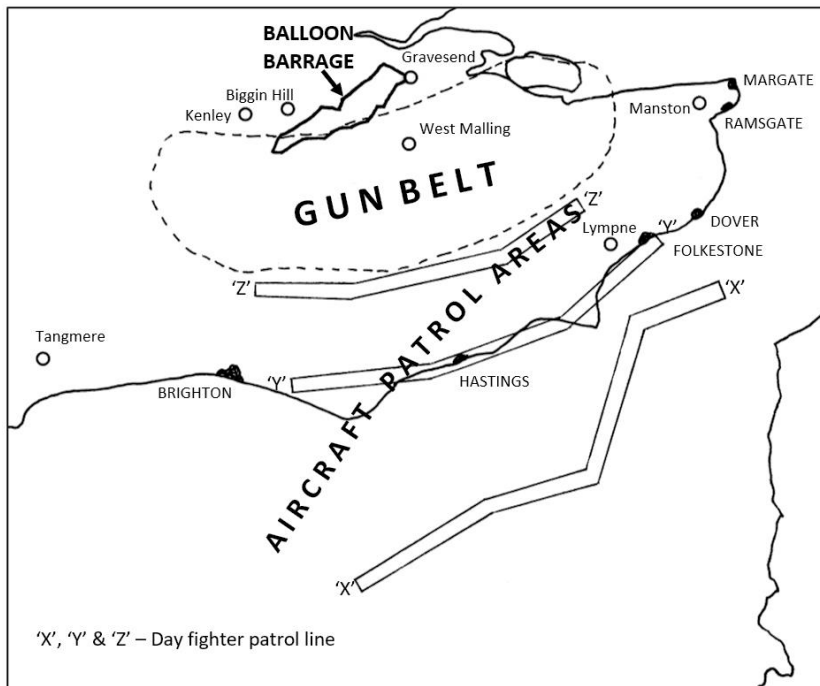 BALLOON
BARRAGE
Gravesend
Biggin Hill
Kenley
MARGATE
Manston
RAMSGATE
West Malling
GUN BELT
'Z'
DOVER
Lympne
'Y'
FOLKESTONE
'Z'
'X'
AIRCRAFT PATROL AREAS
Tangmere
'Y'
HASTINGS
BRIGHTON
'X'
'X', 'Y' & 'Z' – Day fighter patrol line